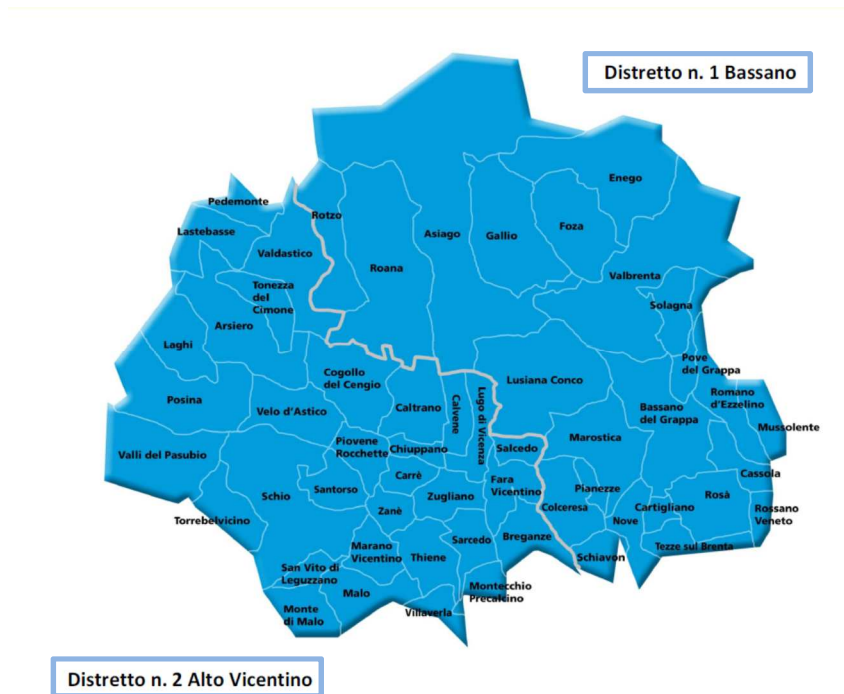 Distretto n. 1 Bassano
Enego
Pedemonte
Rotzo
Lastebasse
Asiago
Gallio
Foza
Valdastico
Roana
Valbrenta
Tonezza
del
Cimone
Solagna
Arsiero
Laghi
Pove
del Grappa
Cogollo
del Cengio
Lusiana Conco
Romano
d'Ezzelino
Posina
Velo d'Astico
Caltrano
Calvene
Lugo di Vicenza
Bassano
del Grappa
Mussolente
Marostica
Valli del Pasubio
Piovene
Rocchette
Chiuppano
Salcedo
Cassola
Carrè
Fara
Vicentino
Schio
Santorso
Zugliano
Pianezze
Rosà
Colceresa
Cartigliano
Rossano
Veneto
Zanè
Torrebelvicino
Nove
Sarcedo
Breganze
Marano
Vicentino
Thiene
Schiavon
Tezze sul Brenta
San Vito di
Leguzzano
Malo
Montecchio
Precalcino
Monte
di Malo
Villaverla
Distretto n. 2 Alto Vicentino